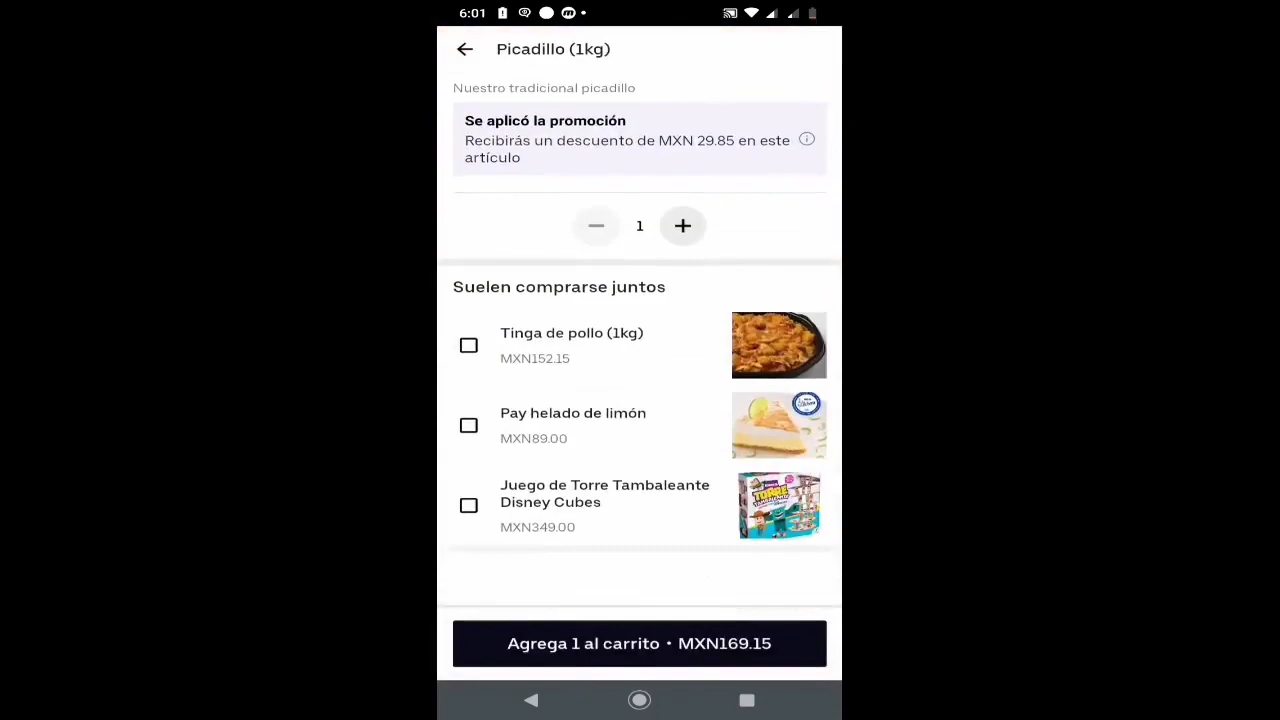 6:01
Picadillo (1kg)
Nuestro tradicional picadillo
Se aplicó la promoción
Recibirás un descuento de MXN 29.85 en este
artículo
1
Suelen comprarse juntos
Tinga de pollo (1kg)
MXN152.15
Pay helado de limón
MXN89.00
Juego de Torre Tambaleante
Disney Cubes
MXN349.00
TORRE
Agrega 1 al carrito • MXN169.15